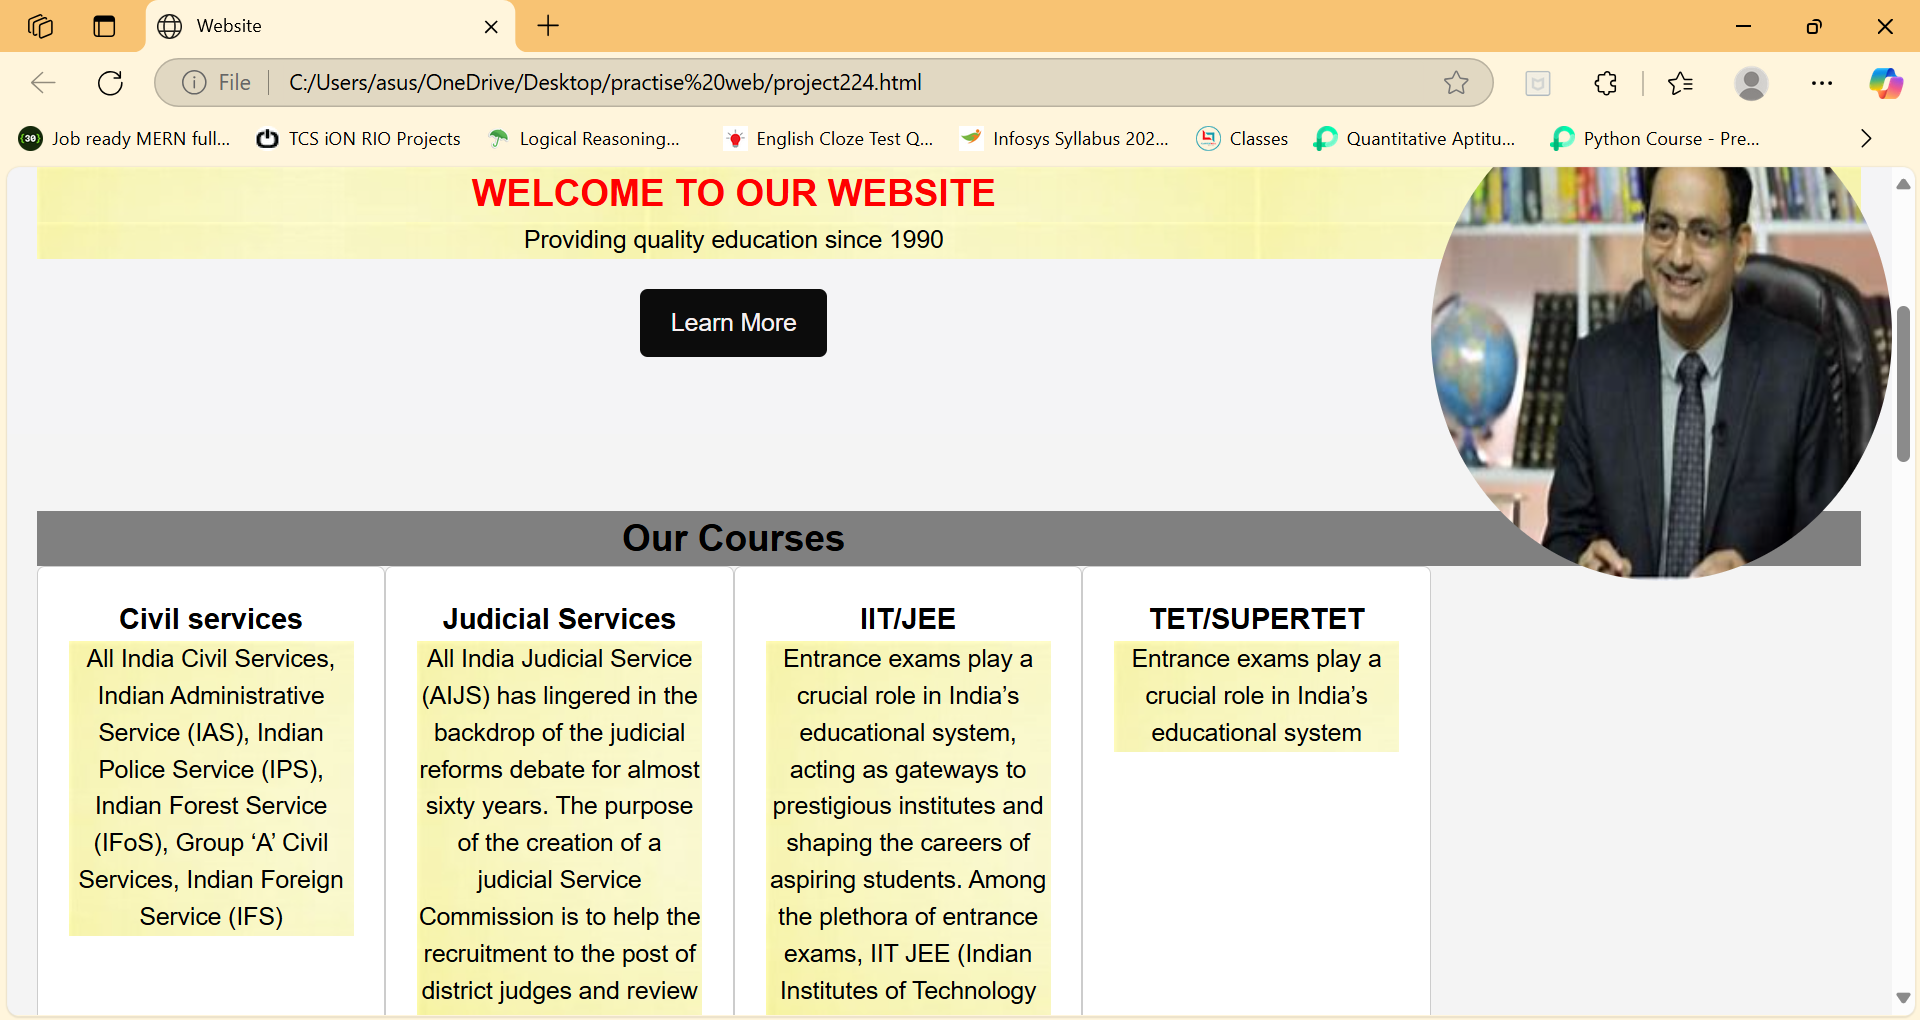 Website
File
C:/Users/asus/OneDrive/Desktop/practise%20web/project224.html
{30} Job ready MERN full...
TCS iON RIO Projects
Logical Reasoning...
English Cloze Test Q...
Infosys Syllabus 202...
Classes
Quantitative Aptitu...
Python Course - Pre...
WELCOME TO OUR WEBSITE
Providing quality education since 1990
Learn More
Our Courses
Civil services
All India Civil Services,
Indian Administrative
Service (IAS), Indian
Police Service (IPS),
Indian Forest Service
(IFoS), Group ‘A’ Civil
Services, Indian Foreign
Service (IFS)
Judicial Services
All India Judicial Service
(AIJS) has lingered in the
backdrop of the judicial
reforms debate for almost
sixty years. The purpose
of the creation of a
judicial Service
Commission is to help the
recruitment to the post of
district judges and review
IIT/JEE
Entrance exams play a
crucial role in India’s
educational system,
acting as gateways to
prestigious institutes and
shaping the careers of
aspiring students. Among
the plethora of entrance
exams, IIT JEE (Indian
Institutes of Technology
TET/SUPERTET
Entrance exams play a
crucial role in India’s
educational system